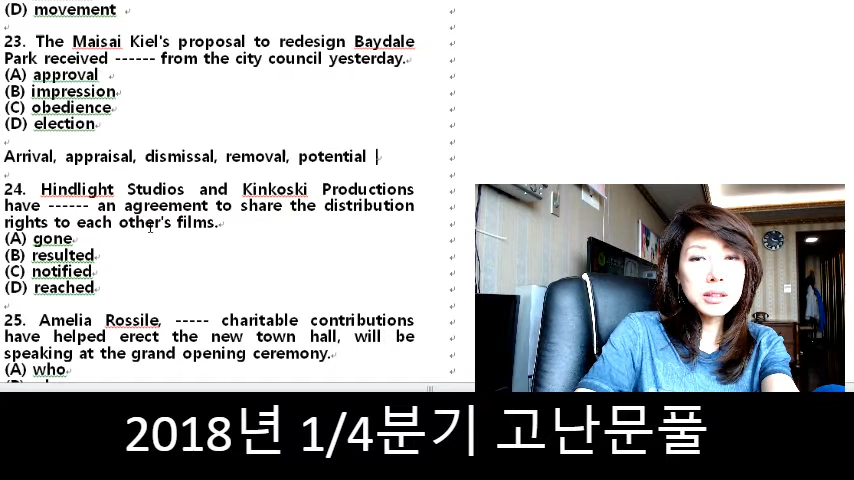 (D) movement
23. The Maisai Kiel's proposal to redesign Baydale
Park received ------ from the city council yesterday.
(A) approval
(B) impression
(C) obedience
(D) election
Arrival, appraisal, dismissal, removal, potential
24. Hindlight Studios and Kinkoski Productions
have ------ an agreement to share the distribution
rights to each other's films.
(A) gone
(B) resulted
(C) notified
(D) reached
25. Amelia Rossile, ----- charitable contributions
have helped erect the new town hall, will be
speaking at the grand opening ceremony.
(A) who
2018년 1/4분기 고난문풀